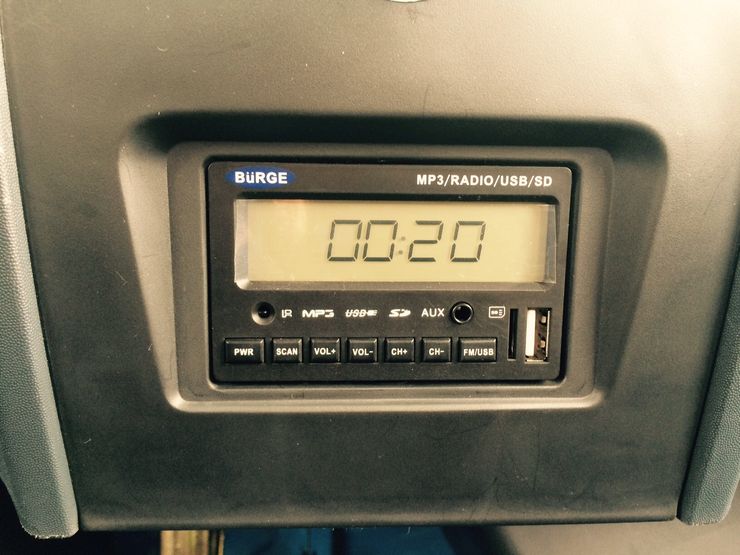 BüRGE
MP3/RADIO/USB/SD
00:20
IR MP3 USB SD AUX
PWR SCAN VOL+ VOL- CH+ CH- FM/USB